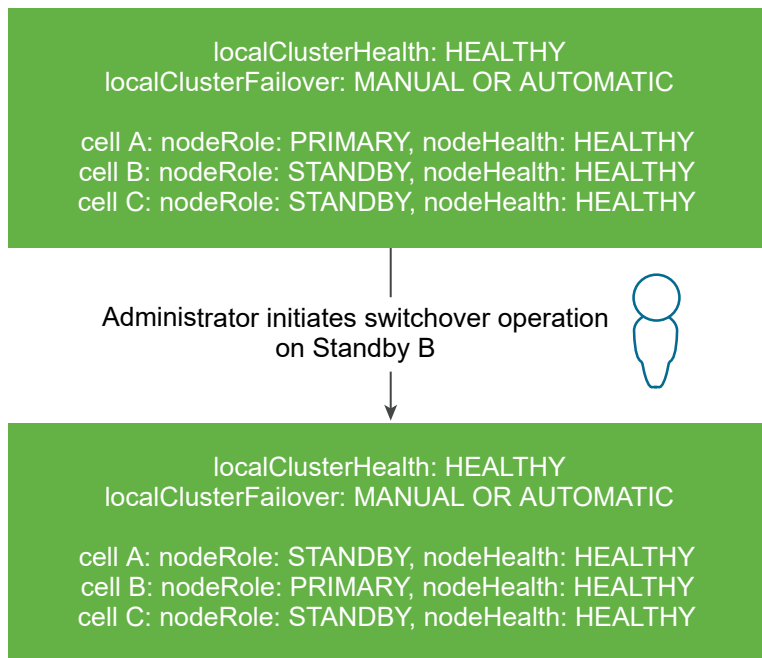 localClusterHealth: HEALTHY
localClusterFailover: MANUAL OR AUTOMATIC
cell A: nodeRole: PRIMARY, nodeHealth: HEALTHY
cell B: nodeRole: STANDBY, nodeHealth: HEALTHY
cell C: nodeRole: STANDBY, nodeHealth: HEALTHY
Administrator initiates switchover operation
on Standby B
localClusterHealth: HEALTHY
localClusterFailover: MANUAL OR AUTOMATIC
cell A: nodeRole: STANDBY, nodeHealth: HEALTHY
cell B: nodeRole: PRIMARY, nodeHealth: HEALTHY
cell C: nodeRole: STANDBY, nodeHealth: HEALTHY